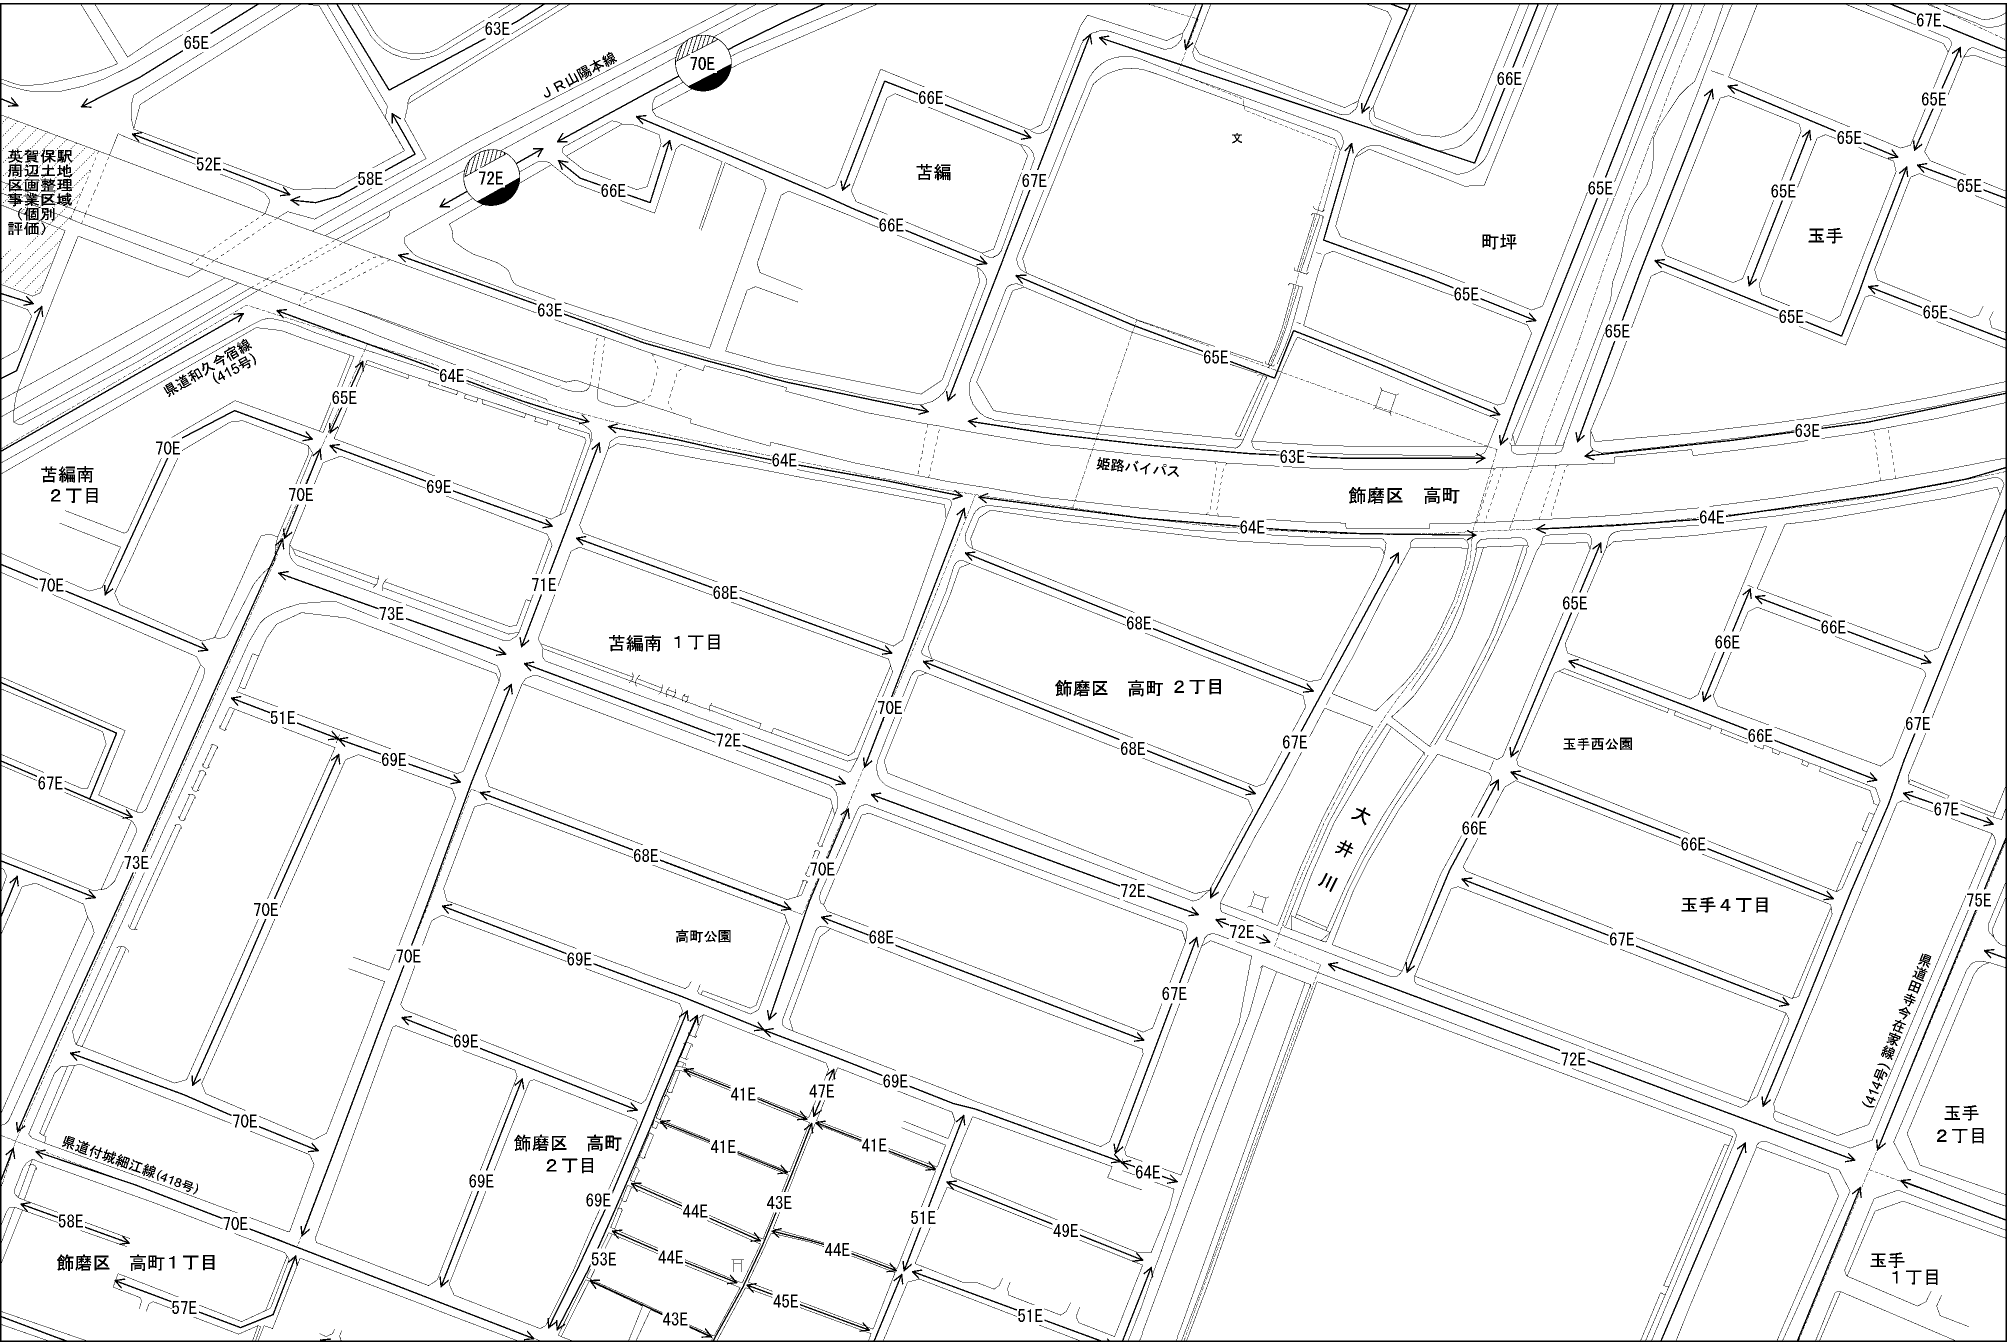 65E
63E
67E
JR山陽本線
70E
66E
66E
65E
文
65E
英賀保駅
周辺土地
区画整理
事業区域
(個別
評価)
52E
58E
72E
66E
苫編
67E
66E
65E
65E
65E
町坪
玉手
65E
63E
65E
65E
65E
65E
県道和久今宿線
(415号)
64E
65E
65E
70E
64E
63E
63E
姫路バイパス
苫編南
2丁目
70E
69E
飾磨区 高町
64E
64E
70E
71E
68E
68E
65E
66E
66E
73E
苫編南 1丁目
飾磨区 高町 2丁目
51E
69E
72E
70E
68E
67E
玉手西公園
66E
67E
67E
73E
68E
70E
大井川
66E
66E
67E
70E
72E
75E
玉手4丁目
70E
69E
高町公園
68E
72E
67E
67E
県道田寺今在家線
(414号)
69E
69E
41E
47E
72E
70E
県道付城細江線(418号)
飾磨区 高町
2丁目
41E
41E
64E
玉手
2丁目
69E
69E
44E
43E
51E
49E
58E
70E
飾磨区 高町1丁目
53E
44E
44E
玉手
1丁目
57E
43E
45E
51E